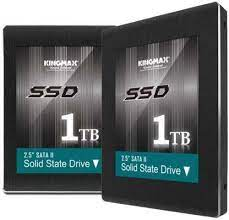 KINGMAX
SSD
1TB
2.5" SATA II
Solid State Drive ▼
KINGMAX
SSD
1TB
2.5" SATA II
Solid State Drive ▼